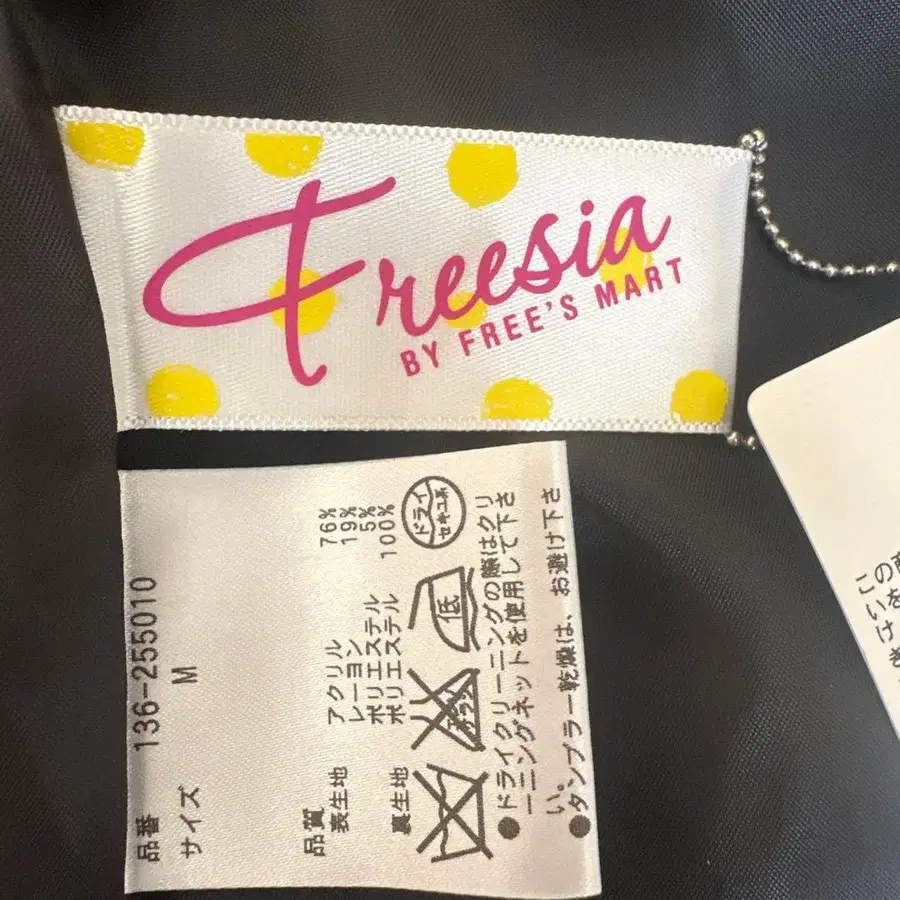 Freesia
BY FREE'S MART
品番 136-255010
サイズ M
品質
表生地 アクリル 76%
レーヨン 19%
ポリエステル 5%
裏生地 ポリエステル 100%
ドライ
セキユ系
低
●ドライクリーニングの際はクリ
ーニングネットを使用して下さ
い。
●タンブラー乾燥は、お避け下さ